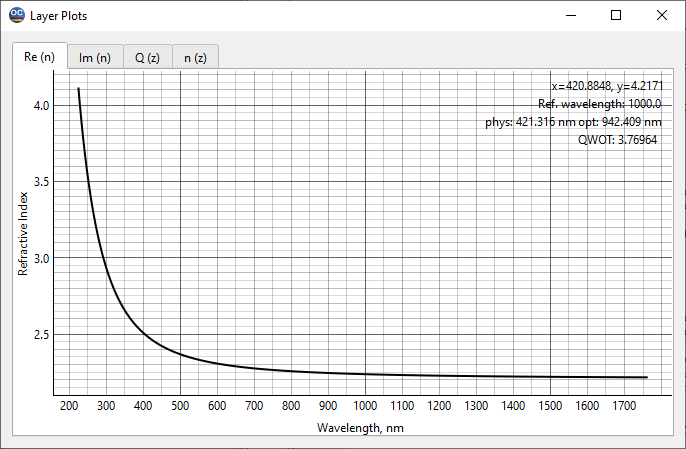 OC Layer Plots
Re (n) Im (n) Q (z) n (z)
x=420.8848, y=4.2171
Ref. wavelength: 1000.0
phys: 421.316 nm opt: 942.409 nm
QWOT: 3.76964
4.0
3.5
3.0
2.5
Refractive Index
200 300 400 500 600 700 800 900 1000 1100 1200 1300 1400 1500 1600 1700
Wavelength, nm